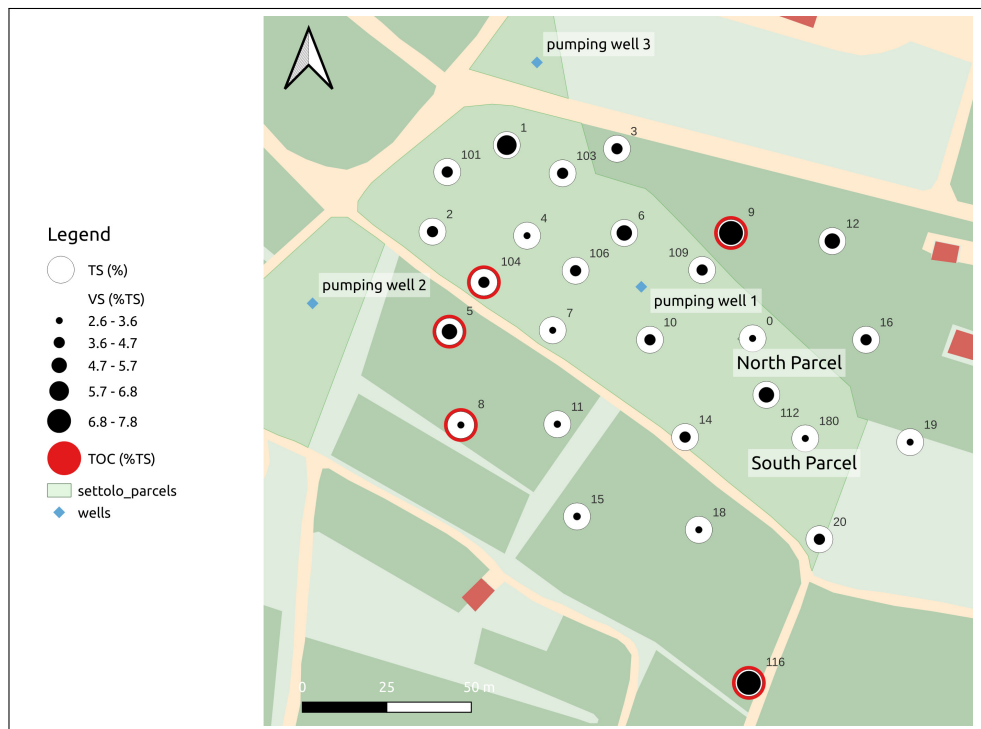 Legend
TS (%)
VS (%TS)
2.6 - 3.6
3.6 - 4.7
4.7 - 5.7
5.7 - 6.8
6.8 - 7.8
TOC (%TS)
settolo_parcels
wells
pumping well 3
1
3
101
103
2
4
6
9
12
104
106
109
pumping well 2
pumping well 1
5
7
10
0
16
North Parcel
8
11
14
112
180
19
South Parcel
15
18
20
116
0 25 50 m